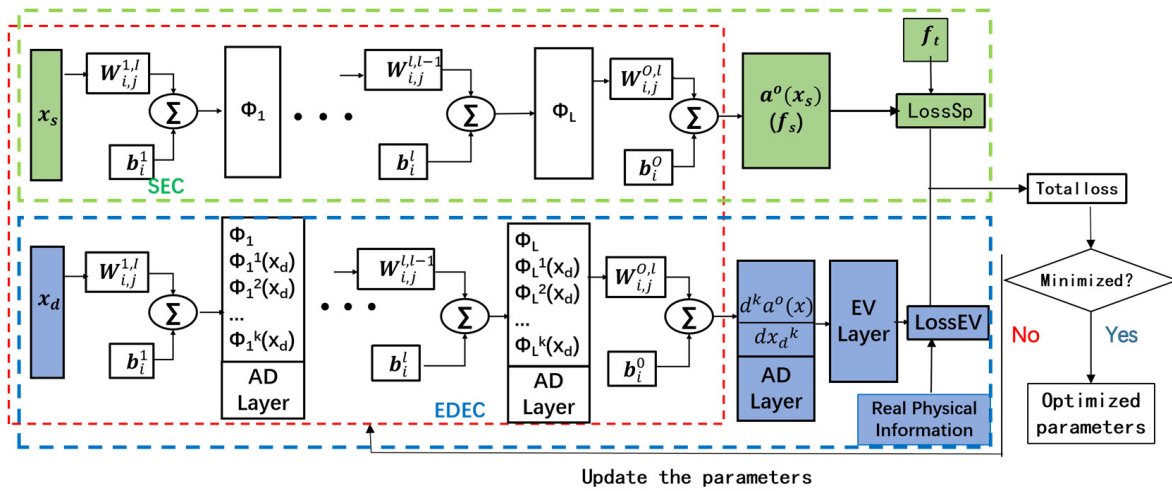 x_s
W_{i,j}^{1,I}
Σ
b_i^1
Φ_1
• • •
W_{i,j}^{l,l-1}
Σ
b_i^l
Φ_L
W_{i,j}^{O,l}
Σ
b_i^O
a^o(x_s)
(f_s)
f_t
LossSp
SEC
x_d
W_{i,j}^{1,I}
Σ
b_i^1
Φ_1
Φ_1^1(x_d)
Φ_1^2(x_d)
...
Φ_1^k(x_d)
AD
Layer
• • •
W_{i,j}^{l,l-1}
Σ
b_i^l
Φ_L
Φ_L^1(x_d)
Φ_L^2(x_d)
...
Φ_L^k(x_d)
AD
Layer
W_{i,j}^{O,l}
Σ
b_i^0
d^k a^o(x)
dx_d^k
AD
Layer
EV
Layer
LossEV
Real Physical
Information
EDEC
Totalloss
Minimized?
No
Yes
Optimized
parameters
Update the parameters